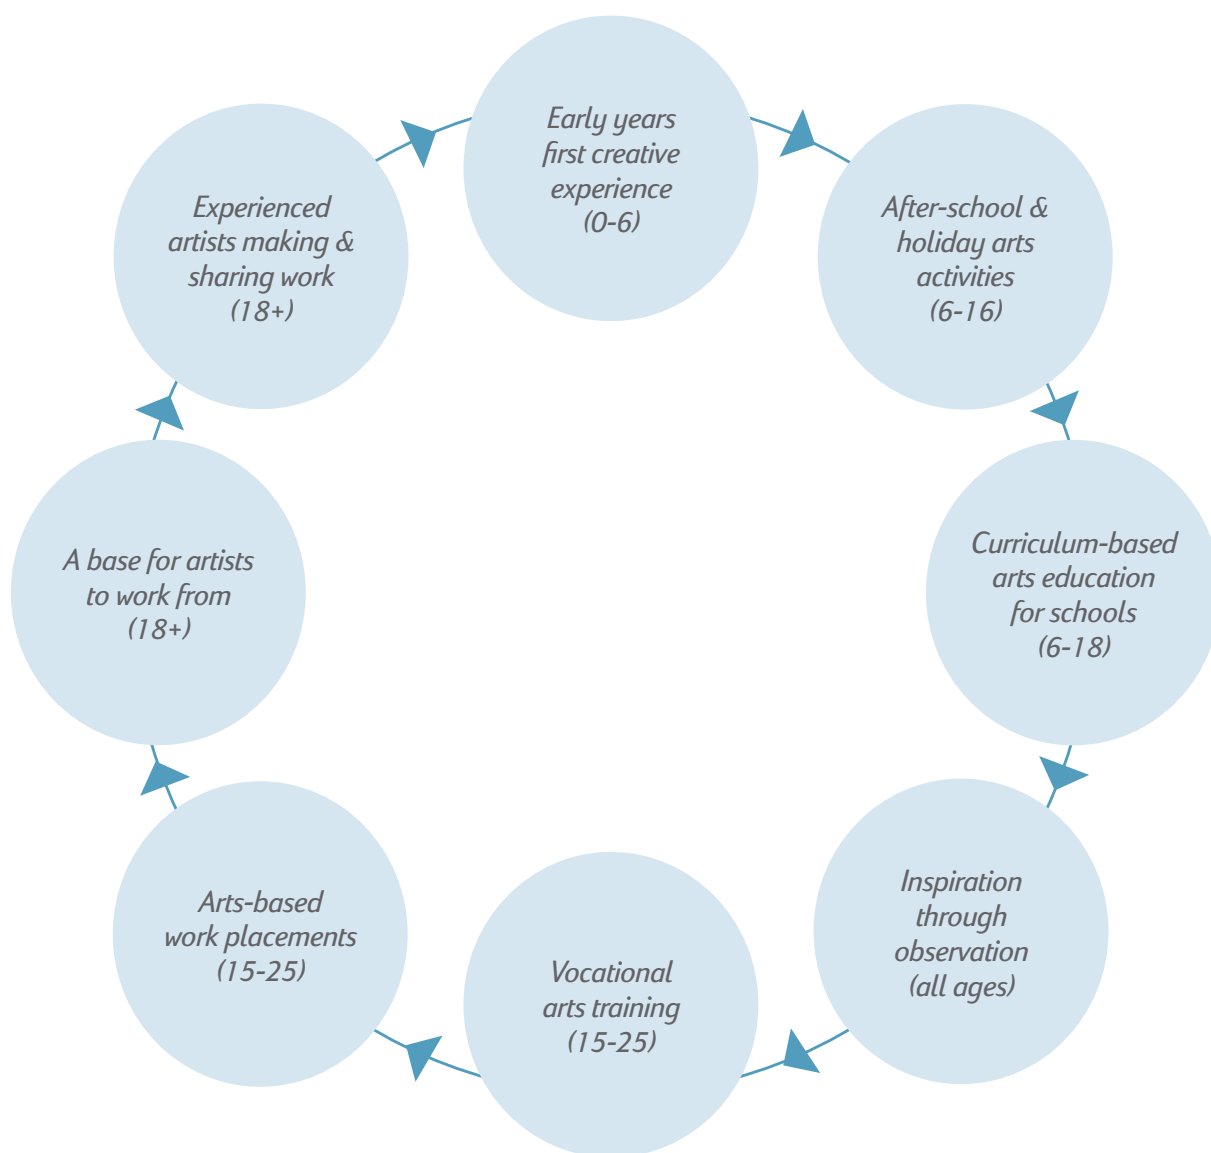 Early years
first creative
experience
(0-6)
After-school &
holiday arts
activities
(6-16)
Curriculum-based
arts education
for schools
(6-18)
Inspiration
through
observation
(all ages)
Vocational
arts training
(15-25)
Arts-based
work placements
(15-25)
A base for artists
to work from
(18+)
Experienced
artists making &
sharing work
(18+)